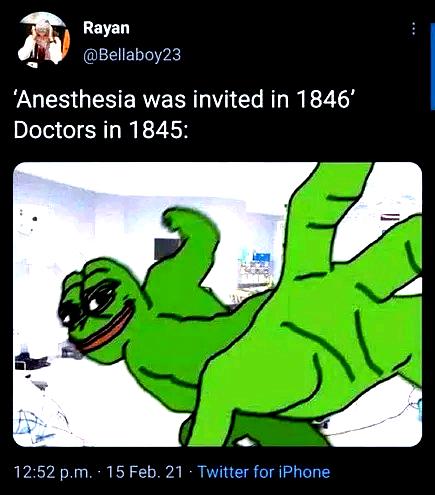 Rayan
@Bellaboy23
‘Anesthesia was invited in 1846’
Doctors in 1845:
12:52 p.m. · 15 Feb. 21 · Twitter for iPhone